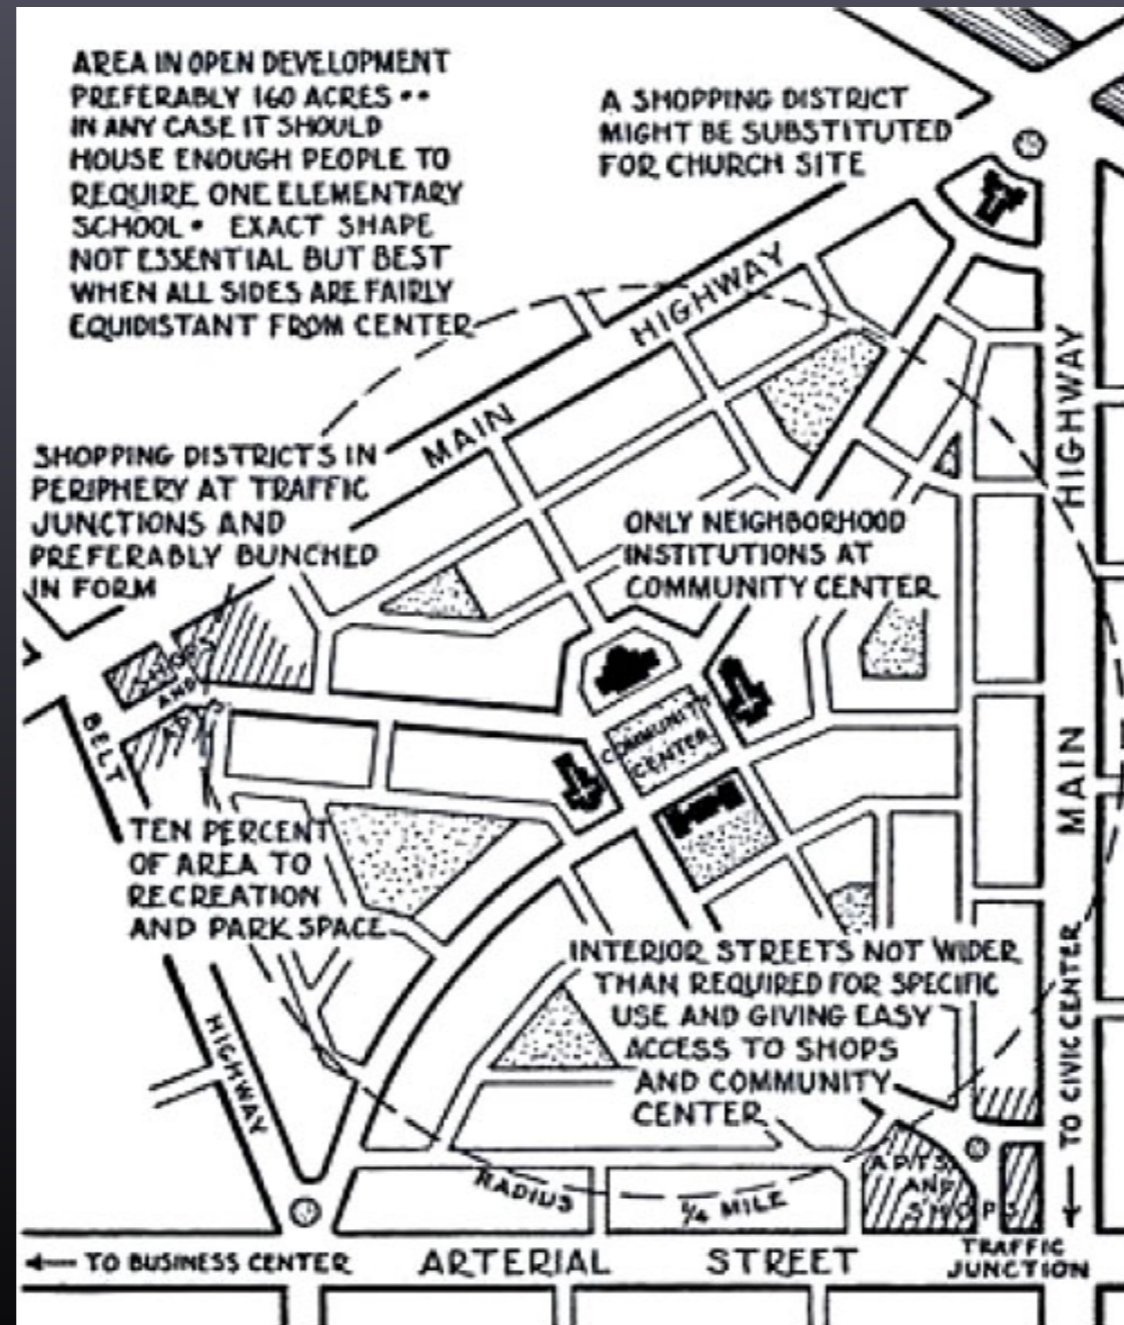 AREA IN OPEN DEVELOPMENT
PREFERABLY 160 ACRES ••
IN ANY CASE IT SHOULD
HOUSE ENOUGH PEOPLE TO
REQUIRE ONE ELEMENTARY
SCHOOL • EXACT SHAPE
NOT ESSENTIAL BUT BEST
WHEN ALL SIDES ARE FAIRLY
EQUIDISTANT FROM CENTER
A SHOPPING DISTRICT
MIGHT BE SUBSTITUTED
FOR CHURCH SITE
MAIN HIGHWAY
SHOPPING DISTRICTS IN
PERIPHERY AT TRAFFIC
JUNCTIONS AND
PREFERABLY BUNCHED
IN FORM
ONLY NEIGHBORHOOD
INSTITUTIONS AT
COMMUNITY CENTER
HIGHWAY
MAIN
TO CIVIC CENTER
SHOPS
AND
COMMUNITY
CENTER
BELT
HIGHWAY
TEN PERCENT
OF AREA TO
RECREATION
AND PARK SPACE
INTERIOR STREETS NOT WIDER
THAN REQUIRED FOR SPECIFIC
USE AND GIVING EASY
ACCESS TO SHOPS
AND COMMUNITY
CENTER
APTS
AND
SHOPS
RADIUS ¼ MILE
TO BUSINESS CENTER
ARTERIAL STREET
TRAFFIC
JUNCTION